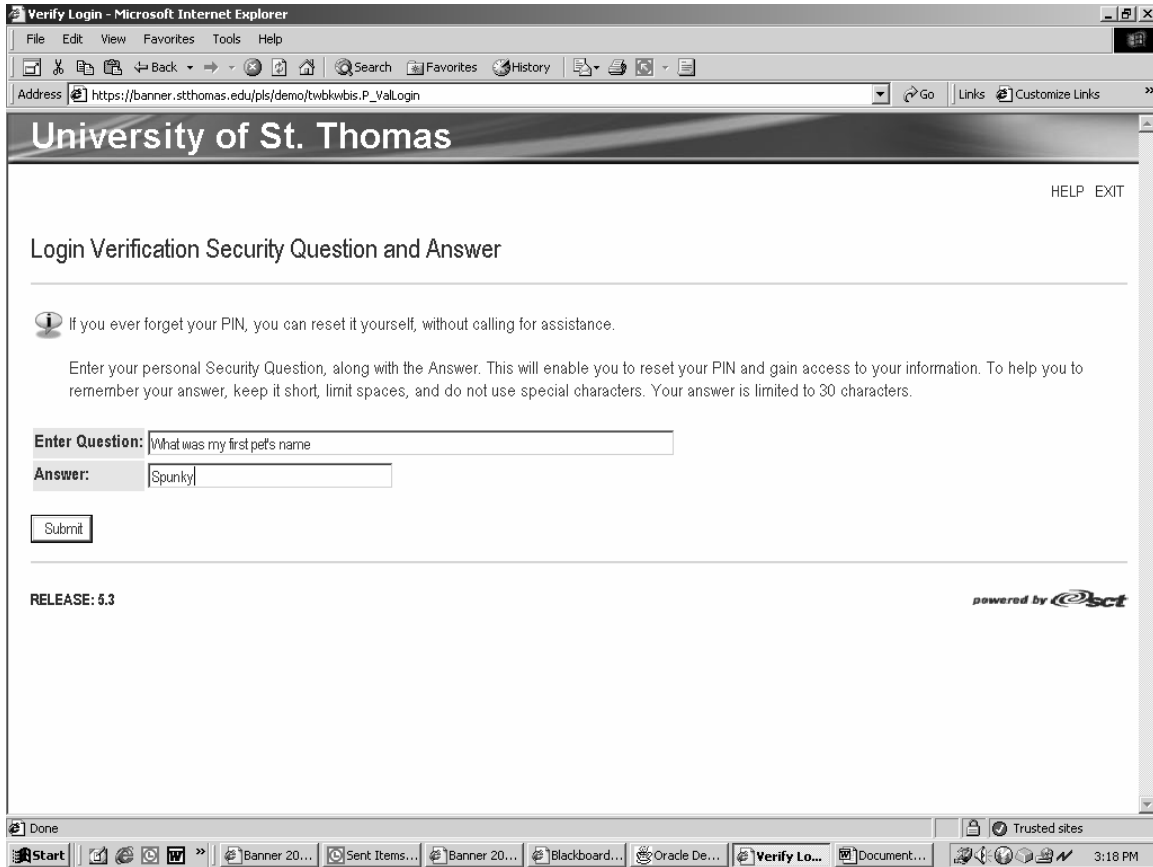 Verify Login - Microsoft Internet Explorer
File Edit View Favorites Tools Help
Back Search Favorites History
Address https://banner.stthomas.edu/pls/demo/twbkwbis.P_ValLogin Go Links Customize Links »
University of St. Thomas
HELP EXIT
Login Verification Security Question and Answer
If you ever forget your PIN, you can reset it yourself, without calling for assistance.
Enter your personal Security Question, along with the Answer. This will enable you to reset your PIN and gain access to your information. To help you to
remember your answer, keep it short, limit spaces, and do not use special characters. Your answer is limited to 30 characters.
Enter Question: What was my first pet's name
Answer: Spunky
Submit
RELEASE: 5.3
powered by sct
Done Trusted sites
Start » Banner 20... Sent Items... Banner 20... Blackboard... Oracle De... Verify Lo... Document... 3:18 PM